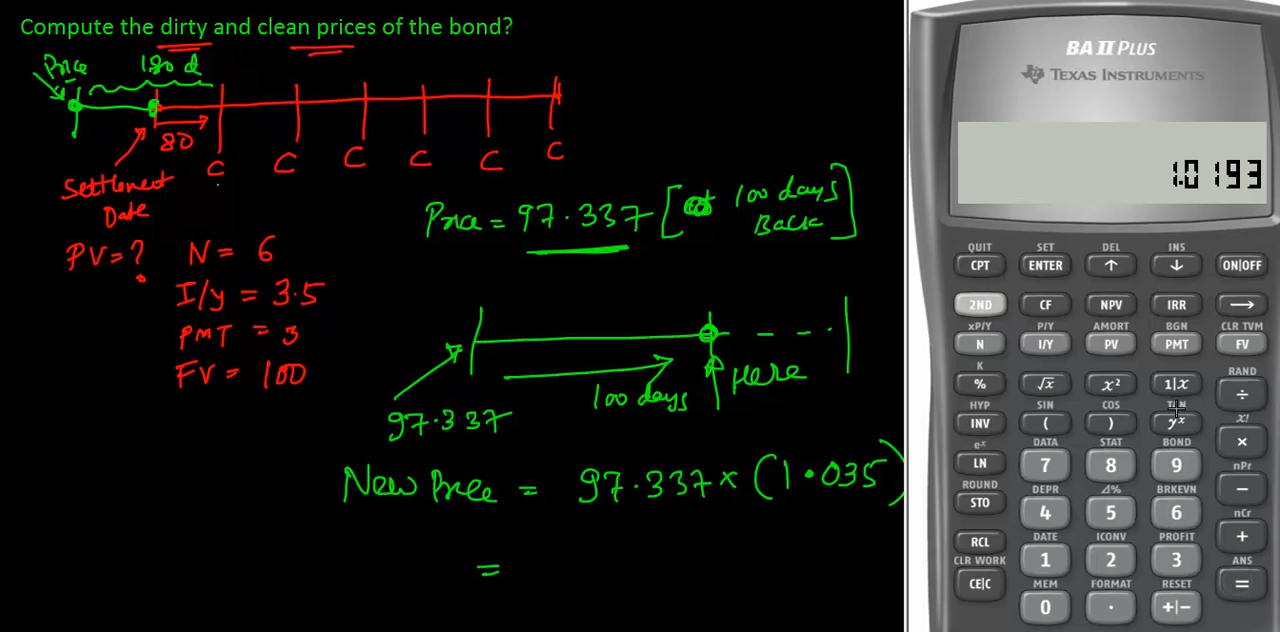 Compute the dirty and clean prices of the bond?
Price
180 d
80
C C C C C C
Settlement
Date
PV=?
N = 6
I/y = 3.5
PMT = 3
FV = 100
Price = 97.337 [ 100 days
Back ]
97.337
100 days
Here
New Price = 97.337 x (1.035)
=
BA II PLUS
TEXAS INSTRUMENTS
1.0193
QUIT SET DEL INS
CPT ENTER ↑ ↓ ON|OFF
2ND CF NPV IRR →
xP/Y P/Y AMORT BGN CLR TVM
N I/Y PV PMT FV
K RAND
% √x x² 1|x ÷
HYP SIN COS TAN x!
INV ( ) yˣ ×
eˣ DATA STAT BOND nPr
LN 7 8 9 −
ROUND DEPR Δ% BRKEVN nCr
STO 4 5 6 +
DATE ICONV PROFIT ANS
RCL 1 2 3 =
CLR WORK MEM FORMAT RESET
CE|C 0 . +|−